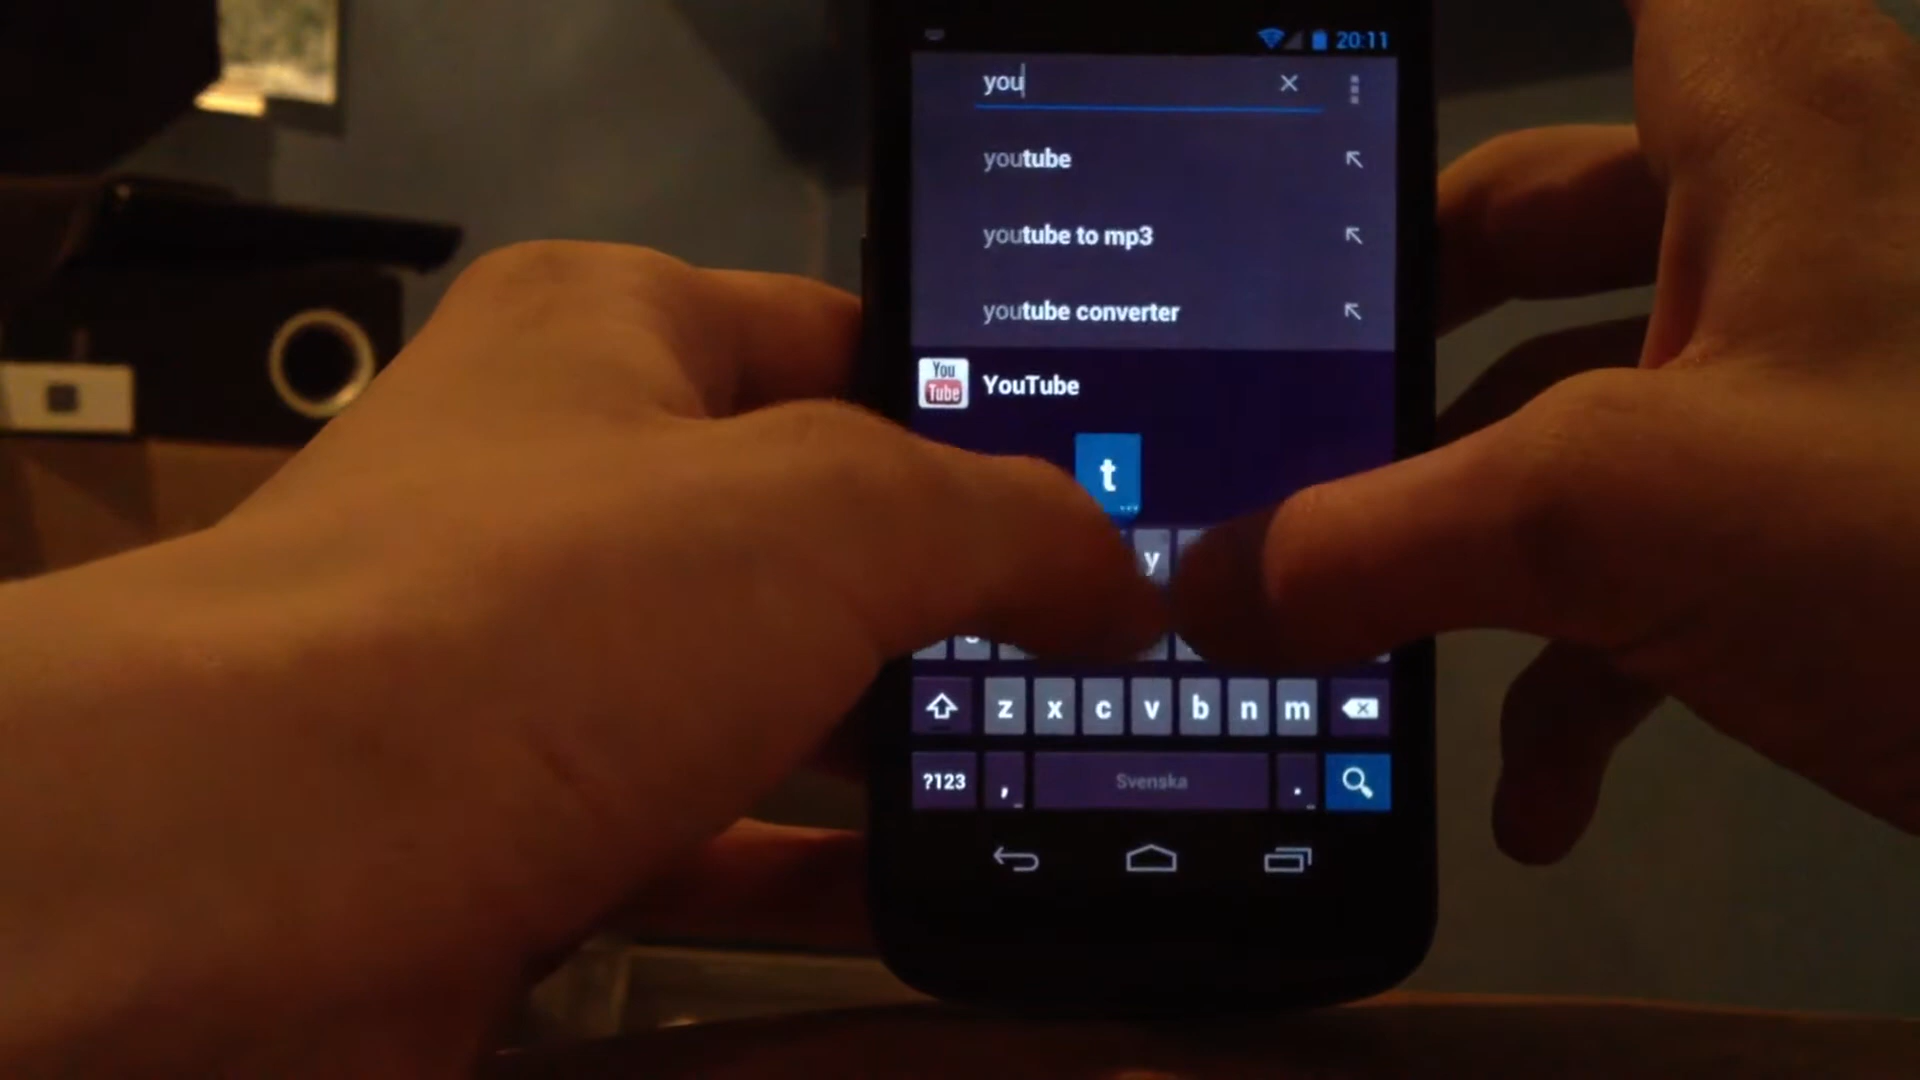 20:11
you
youtube
youtube to mp3
youtube converter
You
Tube
YouTube
t
y
z x c v b n m
?123 , Svenska .